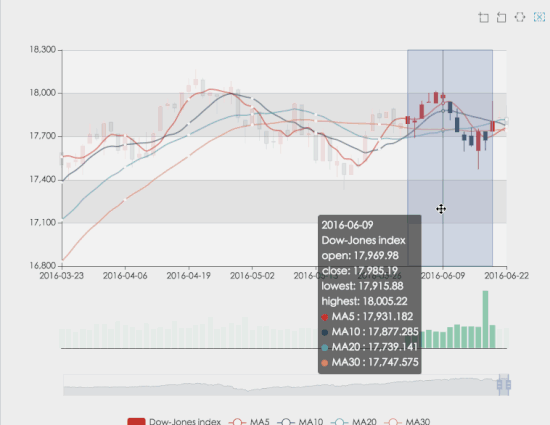 18,300
18,000
17,700
17,400
17,100
16,800
2016-03-23 2016-04-06 2016-04-19 2016-05-02 2016-06-09 2016-06-22
2016-06-09
Dow-Jones index
open: 17,969.98
close: 17,985.19
lowest: 17,915.88
highest: 18,005.22
MA5 : 17,931.182
MA10 : 17,877.285
MA20 : 17,739.141
MA30 : 17,747.575
Dow-Jones index MA5 MA10 MA20 MA30